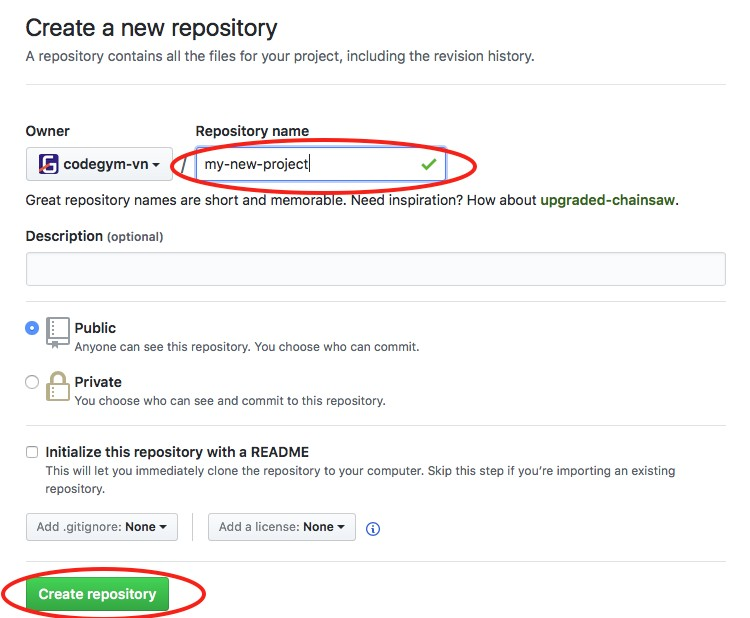 Create a new repository
A repository contains all the files for your project, including the revision history.
Owner
Repository name
codegym-vn
/
my-new-project
Great repository names are short and memorable. Need inspiration? How about upgraded-chainsaw.
Description (optional)
Public
Anyone can see this repository. You choose who can commit.
Private
You choose who can see and commit to this repository.
Initialize this repository with a README
This will let you immediately clone the repository to your computer. Skip this step if you’re importing an existing
repository.
Add .gitignore: None
Add a license: None
Create repository